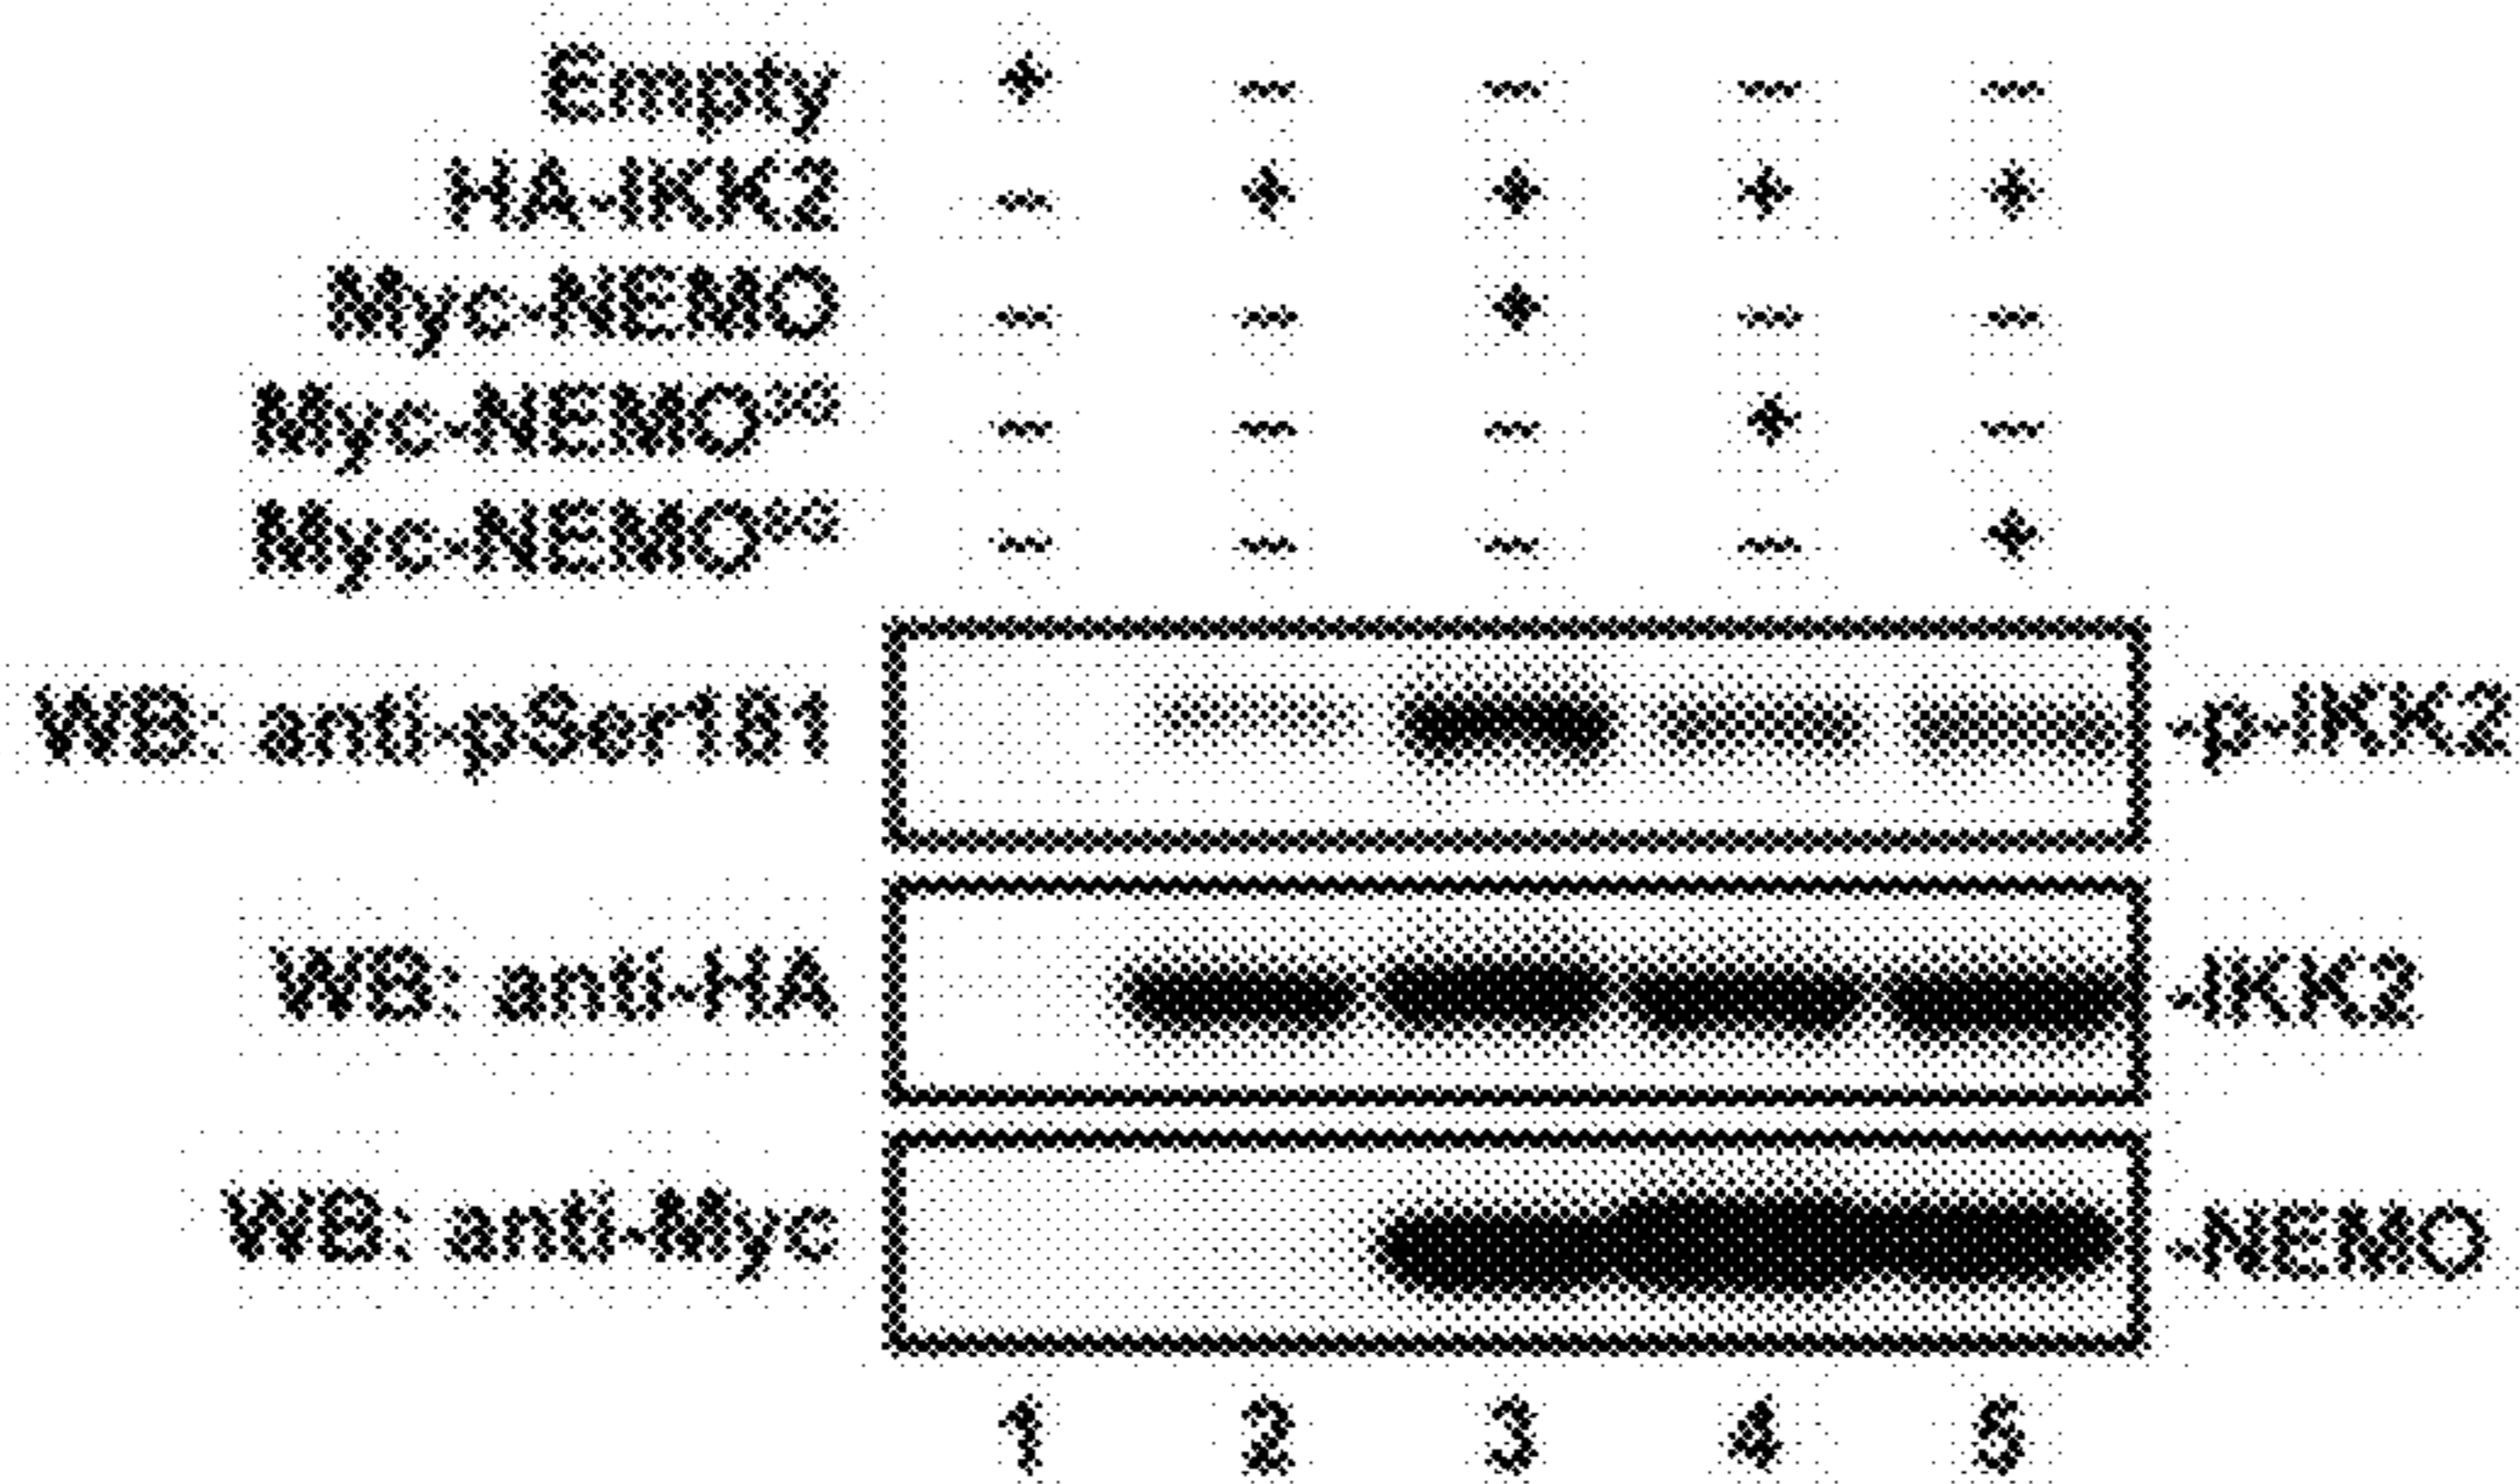 Empty + - - - -
HA-IKK2 - + + + +
Myc-NEMO - - + - -
Myc-NEMO - - - + -
Myc-NEMO - - - - +
WB: anti-pSer181 -p-IKK2
WB: anti-HA -IKK2
WB: anti-Myc -NEMO
1 2 3 4 5